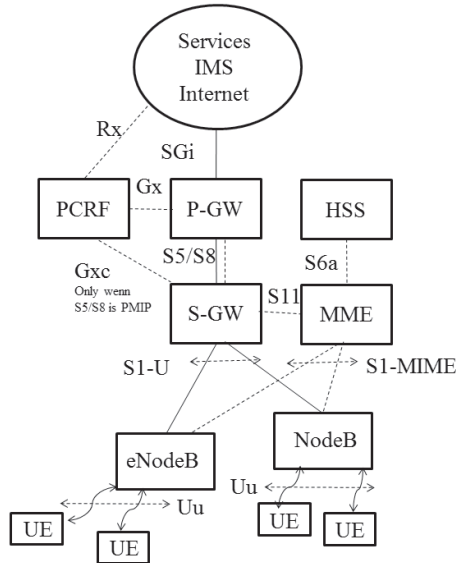 Services
IMS
Internet
Rx
SGi
Gx
PCRF
P-GW
HSS
S5/S8
S6a
Gxc
Only wenn
S5/S8 is PMIP
S11
S-GW
MME
S1-U
S1-MIME
eNodeB
NodeB
Uu
Uu
UE
UE
UE
UE